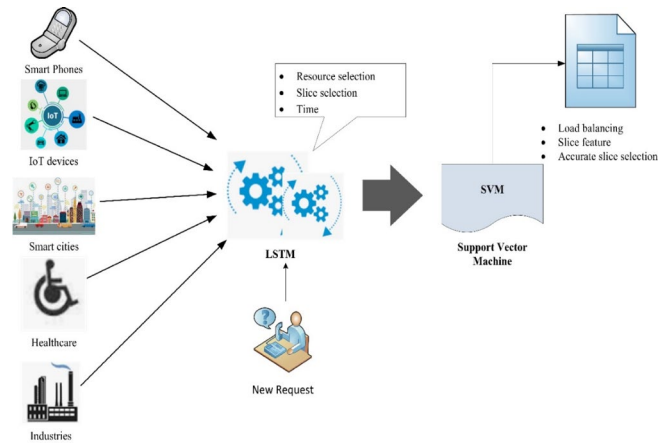 Smart Phones
IoT
IoT devices
Smart cities
Healthcare
Industries
• Resource selection
• Slice selection
• Time
LSTM
New Request
SVM
Support Vector
Machine
• Load balancing
• Slice feature
• Accurate slice selection